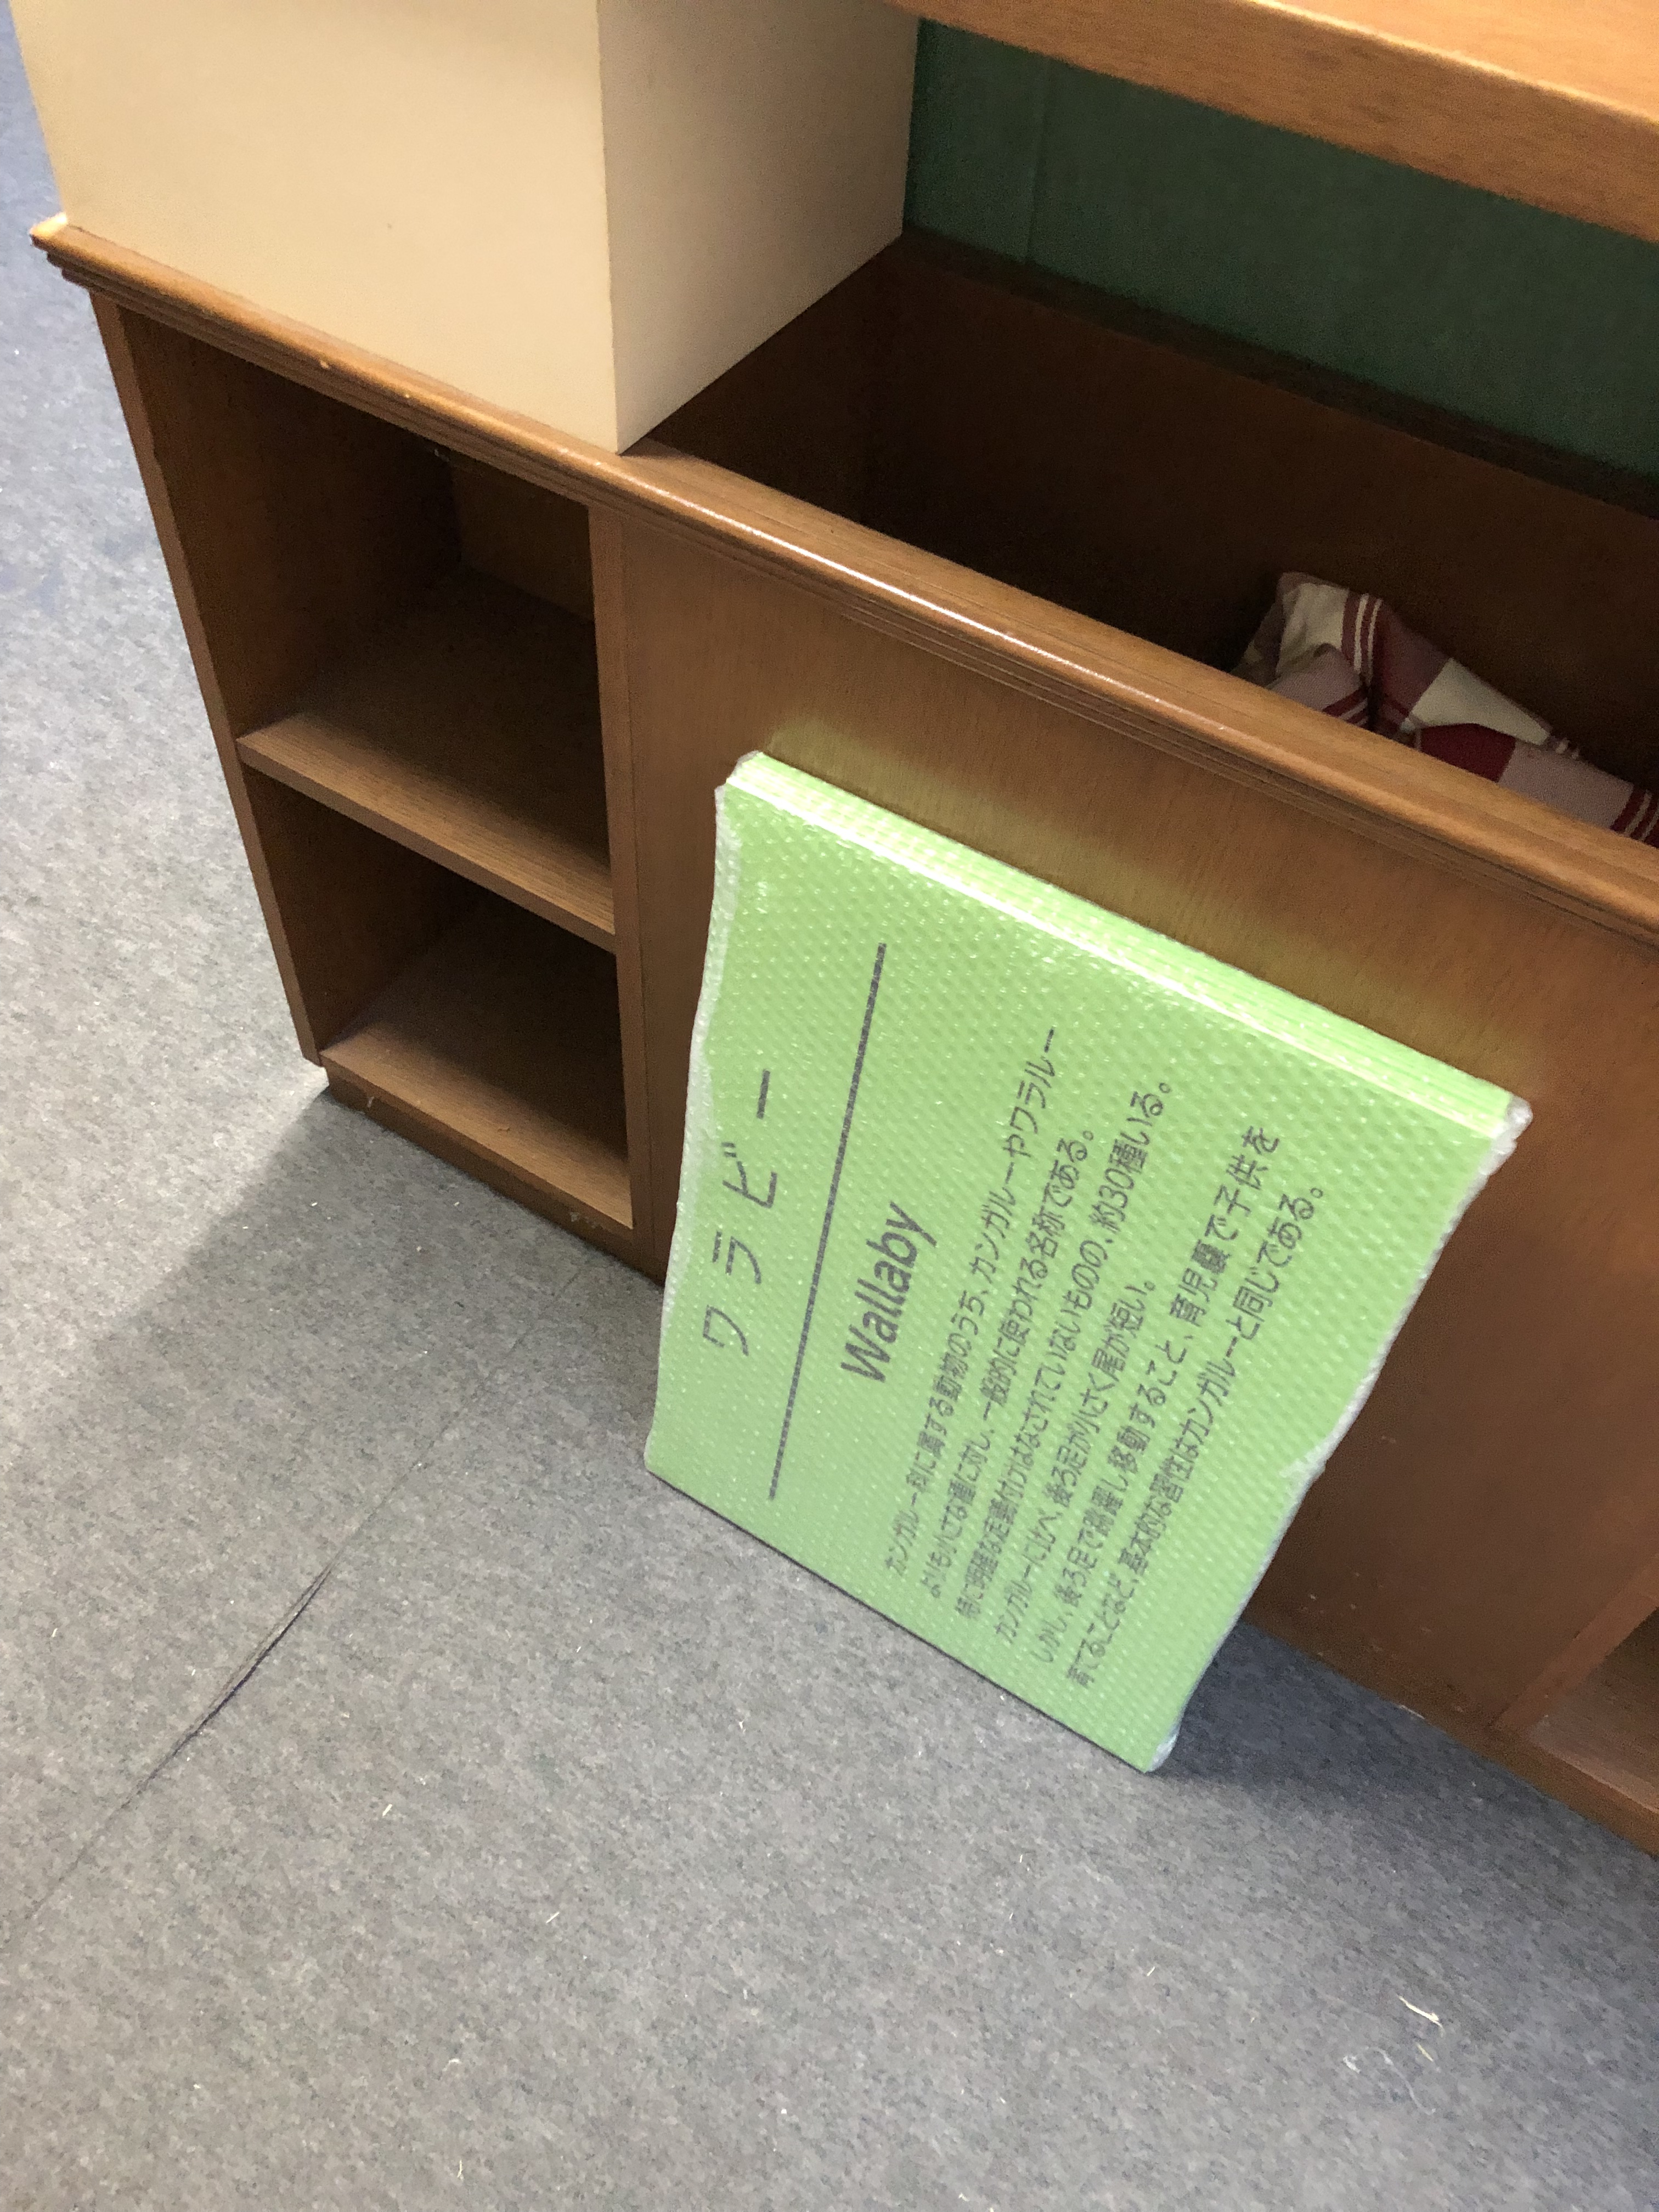 ワラビー
Wallaby
カンガルー科に属する動物のうち、カンガルーやワラルー
よりも小さな種に対し、一般的に使われる名称である。
特に明確な定義付けはなされていないものの、約30種いる。
カンガルーに比べ、後ろ足が小さく尾が短い。
しかし、後ろ足で跳躍し移動すること、育児嚢で子供を
育てることなど、基本的な習性はカンガルーと同じである。